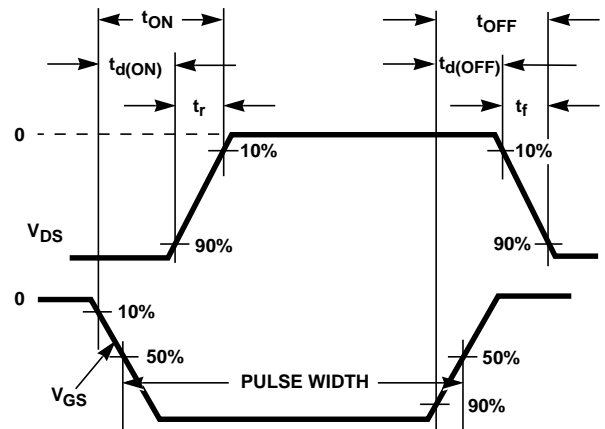 tON tOFF
td(ON) td(OFF)
tr tf
0
10% 10%
VDS
90% 90%
0
10%
50% 50%
VGS
PULSE WIDTH
90%